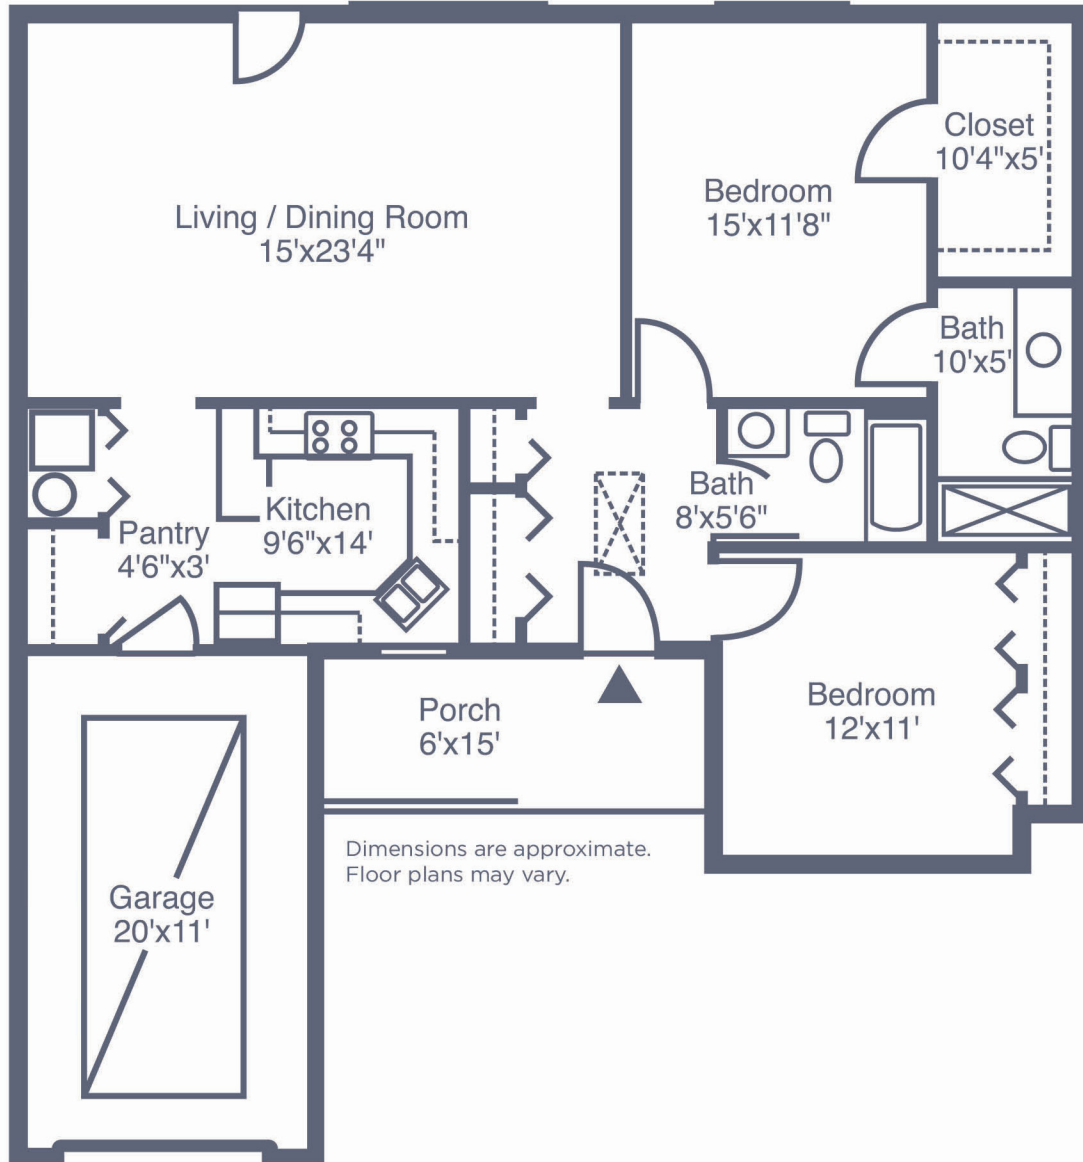 Closet
10'4"x5'
Bedroom
15'x11'8"
Living / Dining Room
15'x23'4"
Bath
10'x5'
Kitchen
9'6"x14'
Bath
8'x5'6"
Pantry
4'6"x3'
Bedroom
12'x11'
Porch
6'x15'
Dimensions are approximate.
Floor plans may vary.
Garage
20'x11'